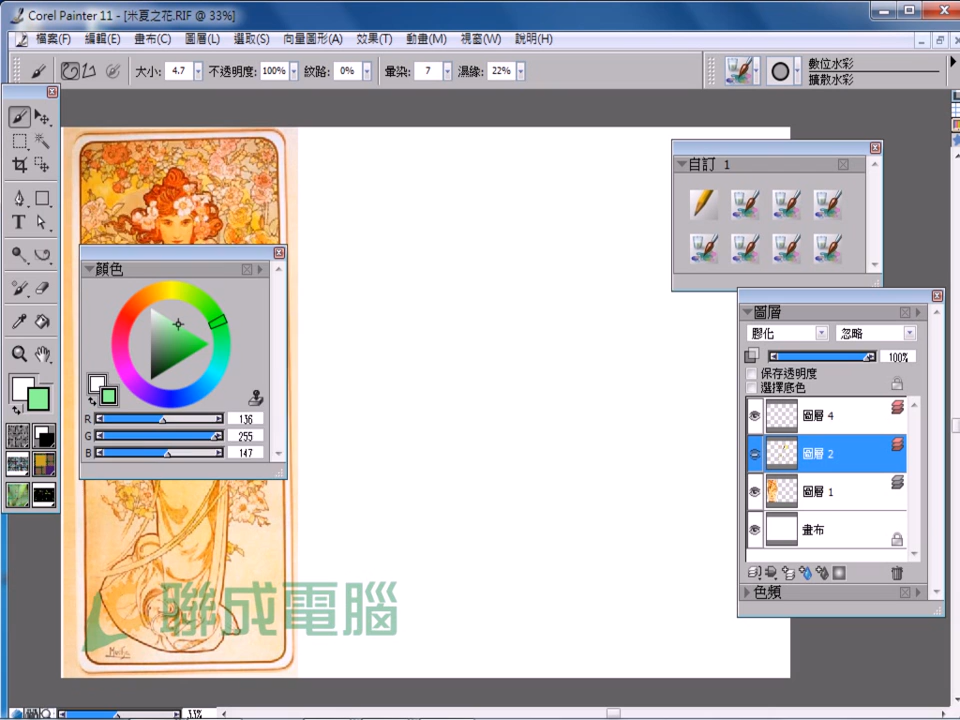 Corel Painter 11 - [米夏之花.RIF @ 33%]
檔案(F) 編輯(E) 畫布(C) 圖層(L) 選取(S) 向量圖形(A) 效果(T) 動畫(M) 視窗(W) 說明(H)
大小: 4.7 不透明度: 100% 紋路: 0% 暈染: 7 濕緣: 22%
數位水彩
擴散水彩
自訂 1
顏色
R 136
G 255
B 147
圖層
膠化 忽略
100%
保存透明度
選擇底色
圖層 4
圖層 2
圖層 1
畫布
色頻
聯成電腦
Mucha
33%